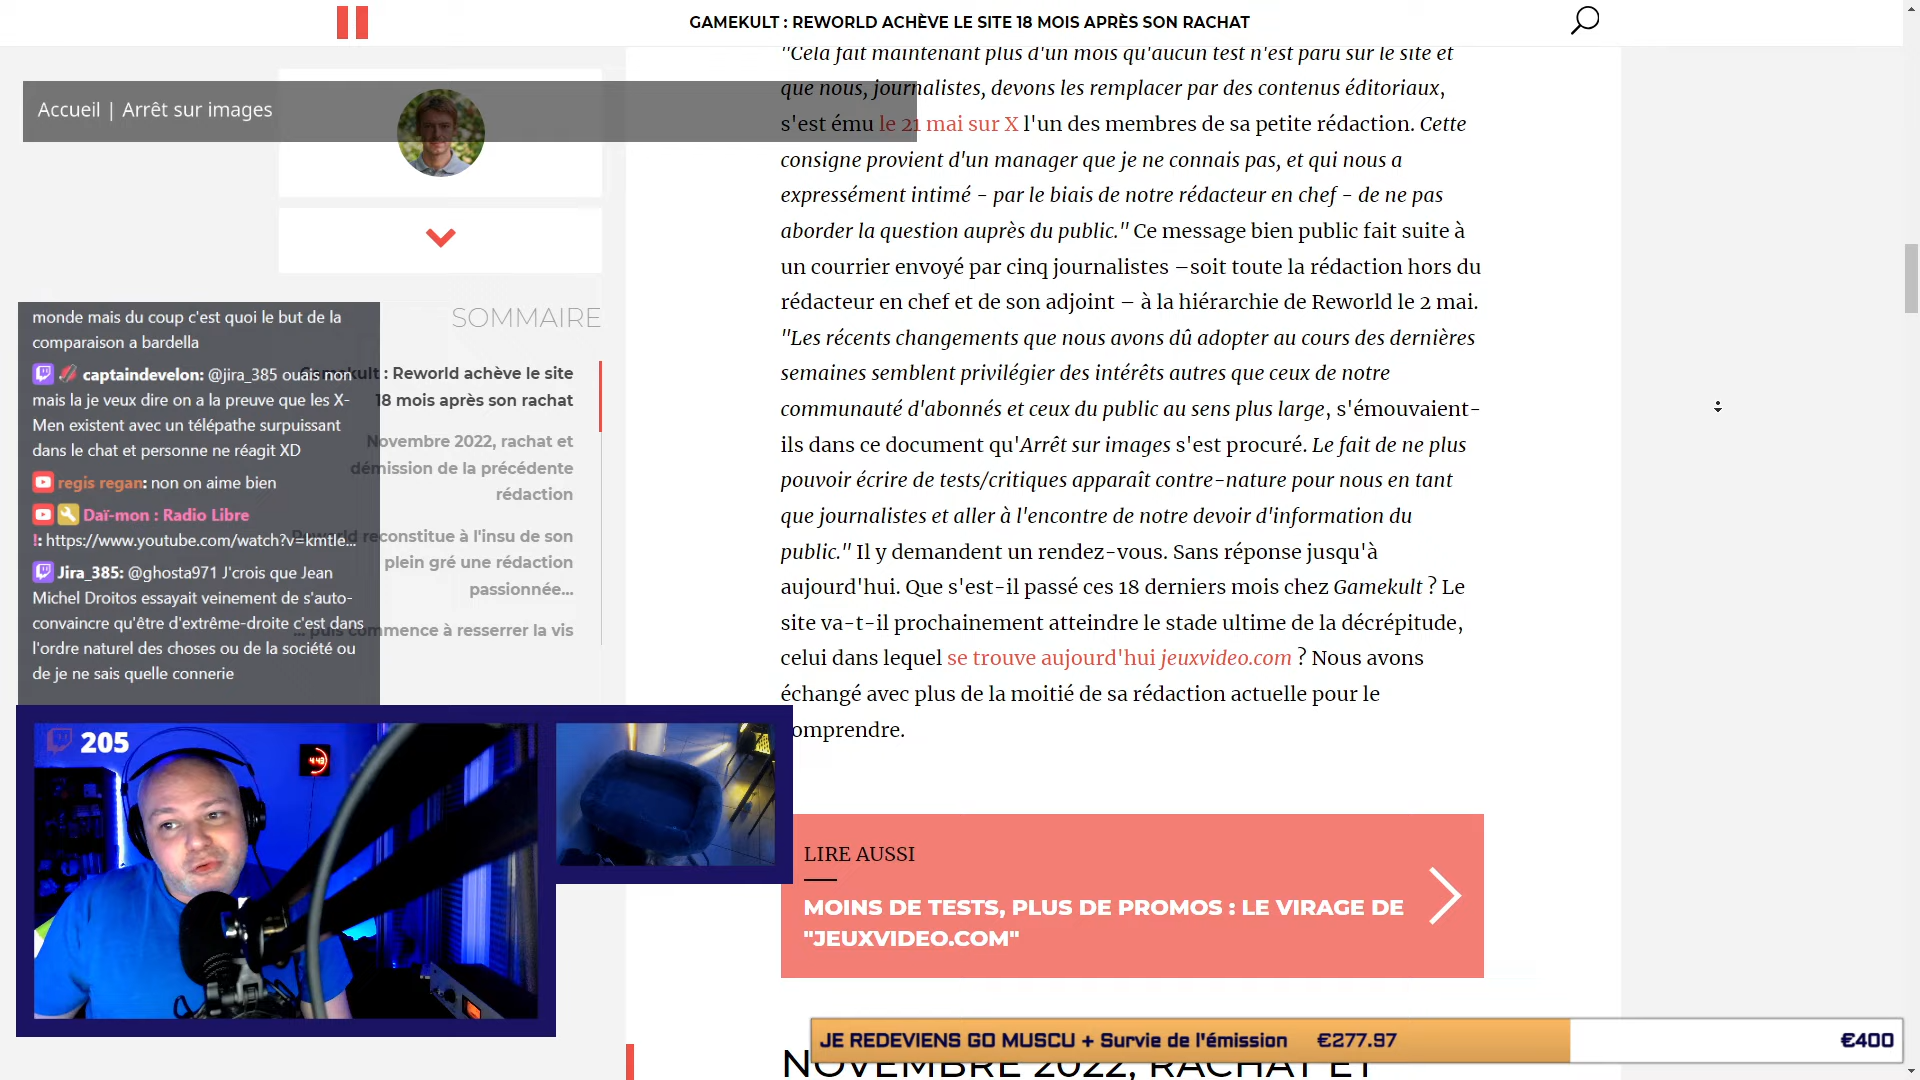 GAMEKULT : REWORLD ACHÈVE LE SITE 18 MOIS APRÈS SON RACHAT
Accueil | Arrêt sur images
"Cela fait maintenant plus d'un mois qu'aucun test n'est paru sur le site et
que nous, journalistes, devons les remplacer par des contenus éditoriaux,
s'est ému le 21 mai sur X l'un des membres de sa petite rédaction. Cette
consigne provient d'un manager que je ne connais pas, et qui nous a
expressément intimé - par le biais de notre rédacteur en chef - de ne pas
aborder la question auprès du public." Ce message bien public fait suite à
un courrier envoyé par cinq journalistes –soit toute la rédaction hors du
rédacteur en chef et de son adjoint – à la hiérarchie de Reworld le 2 mai.
"Les récents changements que nous avons dû adopter au cours des dernières
semaines semblent privilégier des intérêts autres que ceux de notre
communauté d'abonnés et ceux du public au sens plus large, s'émouvaient-
ils dans ce document qu'Arrêt sur images s'est procuré. Le fait de ne plus
pouvoir écrire de tests/critiques apparaît contre-nature pour nous en tant
que journalistes et aller à l'encontre de notre devoir d'information du
public." Il y demandent un rendez-vous. Sans réponse jusqu'à
aujourd'hui. Que s'est-il passé ces 18 derniers mois chez Gamekult ? Le
site va-t-il prochainement atteindre le stade ultime de la décrépitude,
celui dans lequel se trouve aujourd'hui jeuxvideo.com ? Nous avons
échangé avec plus de la moitié de sa rédaction actuelle pour le
omprendre.
SOMMAIRE
: Reworld achève le site
18 mois après son rachat
Novembre 2022, rachat et
démission de la précédente
rédaction
reconstitue à l'insu de son
plein gré une rédaction
passionnée...
... puis commence à resserrer la vis
monde mais du coup c'est quoi le but de la
comparaison a bardella
captaindevelon: @jira_385 ouais non
mais la je veux dire on a la preuve que les X-
Men existent avec un télépathe surpuissant
dans le chat et personne ne réagit XD
regis regan: non on aime bien
Daï-mon : Radio Libre
!: https://www.youtube.com/watch?v=kmtle...
Jira_385: @ghosta971 J'crois que Jean
Michel Droitos essayait veinement de s'auto-
convaincre qu'être d'extrême-droite c'est dans
l'ordre naturel des choses ou de la société ou
de je ne sais quelle connerie
205
4:43
LIRE AUSSI
MOINS DE TESTS, PLUS DE PROMOS : LE VIRAGE DE
"JEUXVIDEO.COM"
JE REDEVIENS GO MUSCU + Survie de l'émission €277.97 €400
NOVEMBRE 2022, RACHAT ET